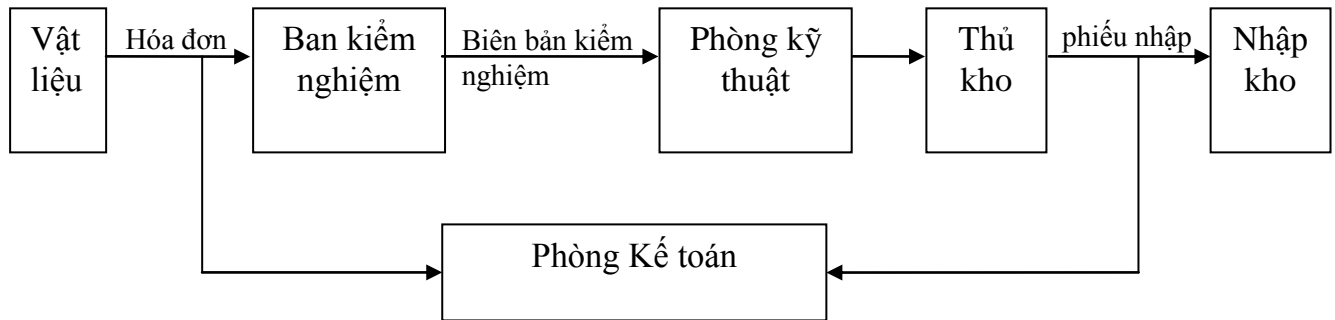 Vật
liệu
Hóa đơn
Ban kiểm
nghiệm
Biên bản kiểm
nghiệm
Phòng kỹ
thuật
Thủ
kho
phiếu nhập
Nhập
kho
Phòng Kế toán